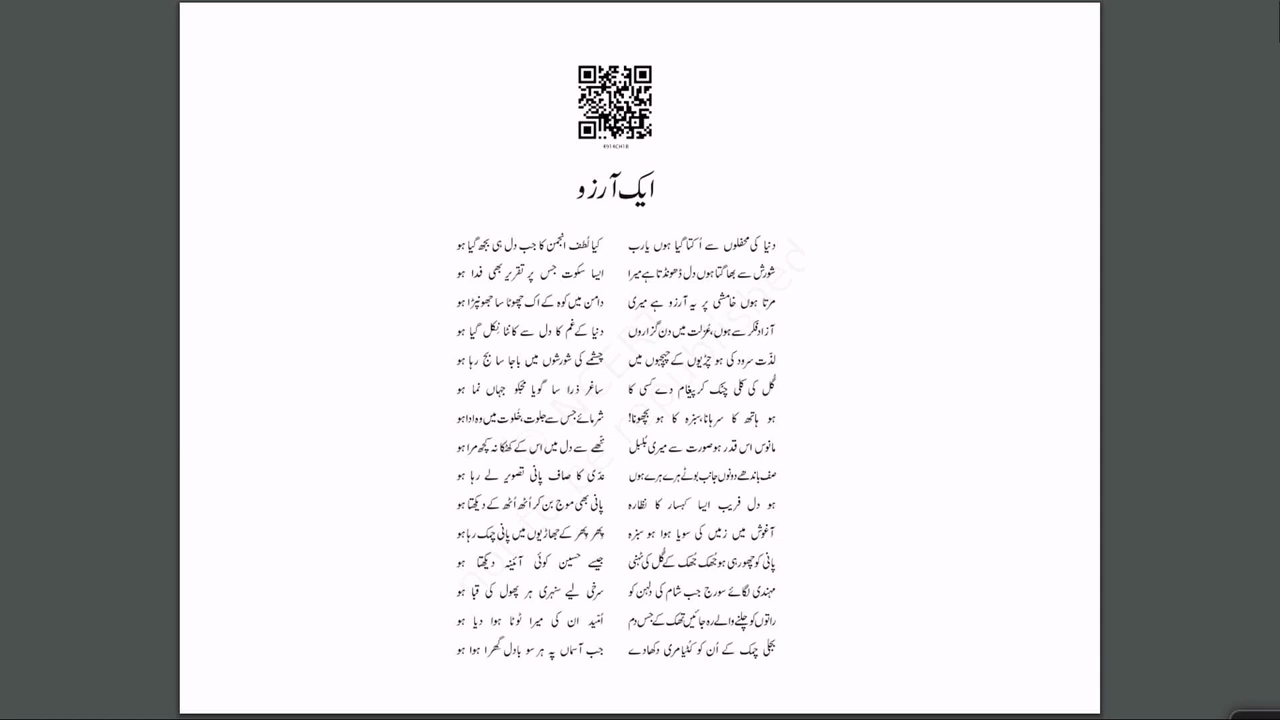 4914CH18
ایک آرزو
دنیا کی محفلوں سے اُکتا گیا ہوں یارب کیا لُطف انجمن کا جب دل ہی بجھ گیا ہو
شورش سے بھاگتا ہوں دل ڈھونڈتا ہے میرا ایسا سکوت جس پر تقریر بھی فدا ہو
مرتا ہوں خامشی پر یہ آرزو ہے میری دامن میں کوہ کے اک چھوٹا سا جھونپڑا ہو
آزاد فکر سے ہوں، عُزلت میں دن گزاروں دنیا کے غم کا دل سے کانٹا نِکل گیا ہو
لذّت سرود کی ہو چڑیوں کے چہچہوں میں چشمے کی شورشوں میں باجا سا بج رہا ہو
گُل کی کلی چٹک کر پیغام دے کسی کا ساغر ذرا سا گویا مجکو جہاں نما ہو
ہو ہاتھ کا سرہانا، سبزہ کا ہو بچھونا! شرمائے جس سے جلوت، خلوت میں وہ ادا ہو
مانوس اس قدر ہو صورت سے میری بُلبل ننھے سے دل میں اس کے کھٹکا نہ کچھ مرا ہو
صف باندھے دونوں جانب بوٹے ہرے ہرے ہوں ندّی کا صاف پانی تصویر لے رہا ہو
ہو دل فریب ایسا کہسار کا نظارہ پانی بھی موج بن کر اُٹھ اُٹھ کے دیکھتا ہو
آغوش میں زمیں کی سویا ہوا ہو سبزہ پھر پھر کے جھاڑیوں میں پانی چمک رہا ہو
پانی کو چھو رہی ہو جُھک جُھک کے گُل کی ٹہنی جیسے حسین کوئی آئینہ دیکھتا ہو
مہندی لگائے سورج جب شام کی دلہن کو سرخی لیے سنہری ہر پھول کی قبا ہو
راتوں کو چلنے والے رہ جائیں تھک کے جس دم اُمّید ان کی میرا ٹوٹا ہوا دیا ہو
بجلی چمک کے اُن کو کُٹیا مری دکھا دے جب آسماں پہ ہر سو بادل گھرا ہوا ہو